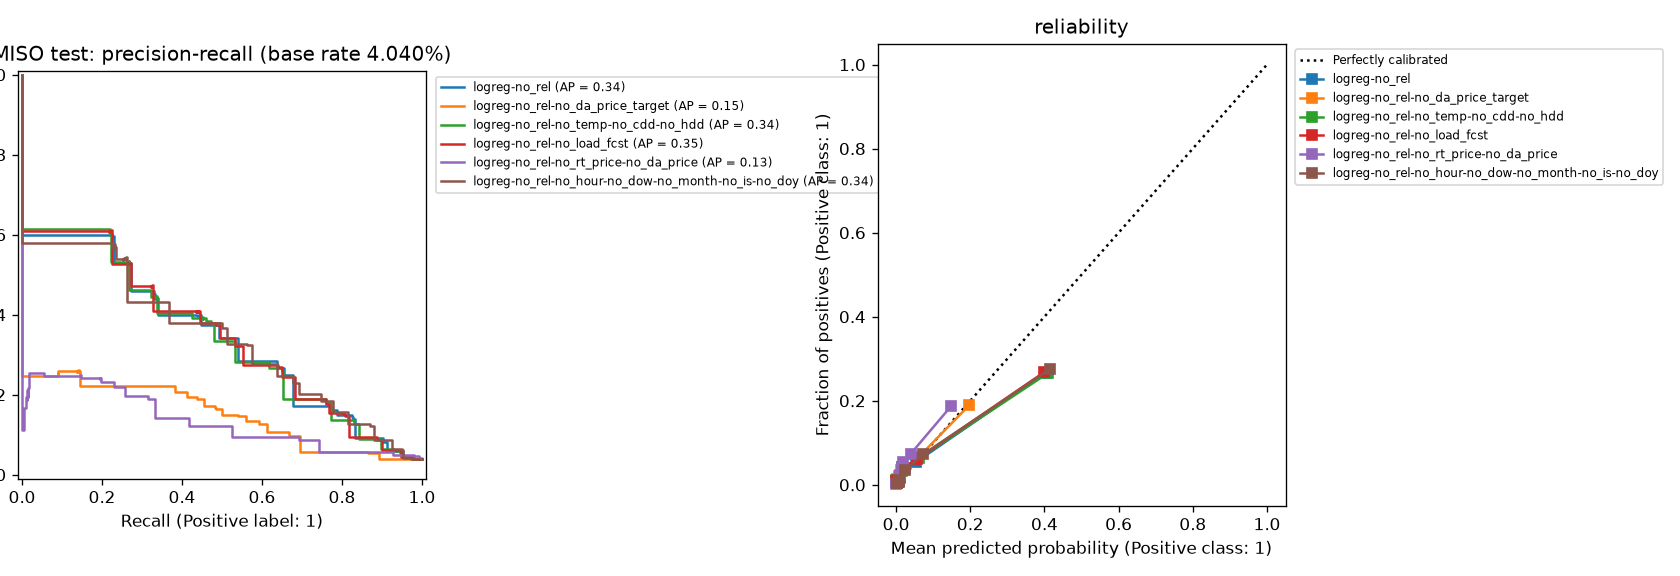 MISO test: precision-recall (base rate 4.040%)
logreg-no_rel (AP = 0.34)
logreg-no_rel-no_da_price_target (AP = 0.15)
logreg-no_rel-no_temp-no_cdd-no_hdd (AP = 0.34)
logreg-no_rel-no_load_fcst (AP = 0.35)
logreg-no_rel-no_rt_price-no_da_price (AP = 0.13)
logreg-no_rel-no_hour-no_dow-no_month-no_is-no_doy (AP = 0.34)
0
8
6
4
2
0
0.0 0.2 0.4 0.6 0.8 1.0
Recall (Positive label: 1)
reliability
Fraction of positives (Positive class: 1)
1.0
0.8
0.6
0.4
0.2
0.0
0.0 0.2 0.4 0.6 0.8 1.0
Mean predicted probability (Positive class: 1)
Perfectly calibrated
logreg-no_rel
logreg-no_rel-no_da_price_target
logreg-no_rel-no_temp-no_cdd-no_hdd
logreg-no_rel-no_load_fcst
logreg-no_rel-no_rt_price-no_da_price
logreg-no_rel-no_hour-no_dow-no_month-no_is-no_doy